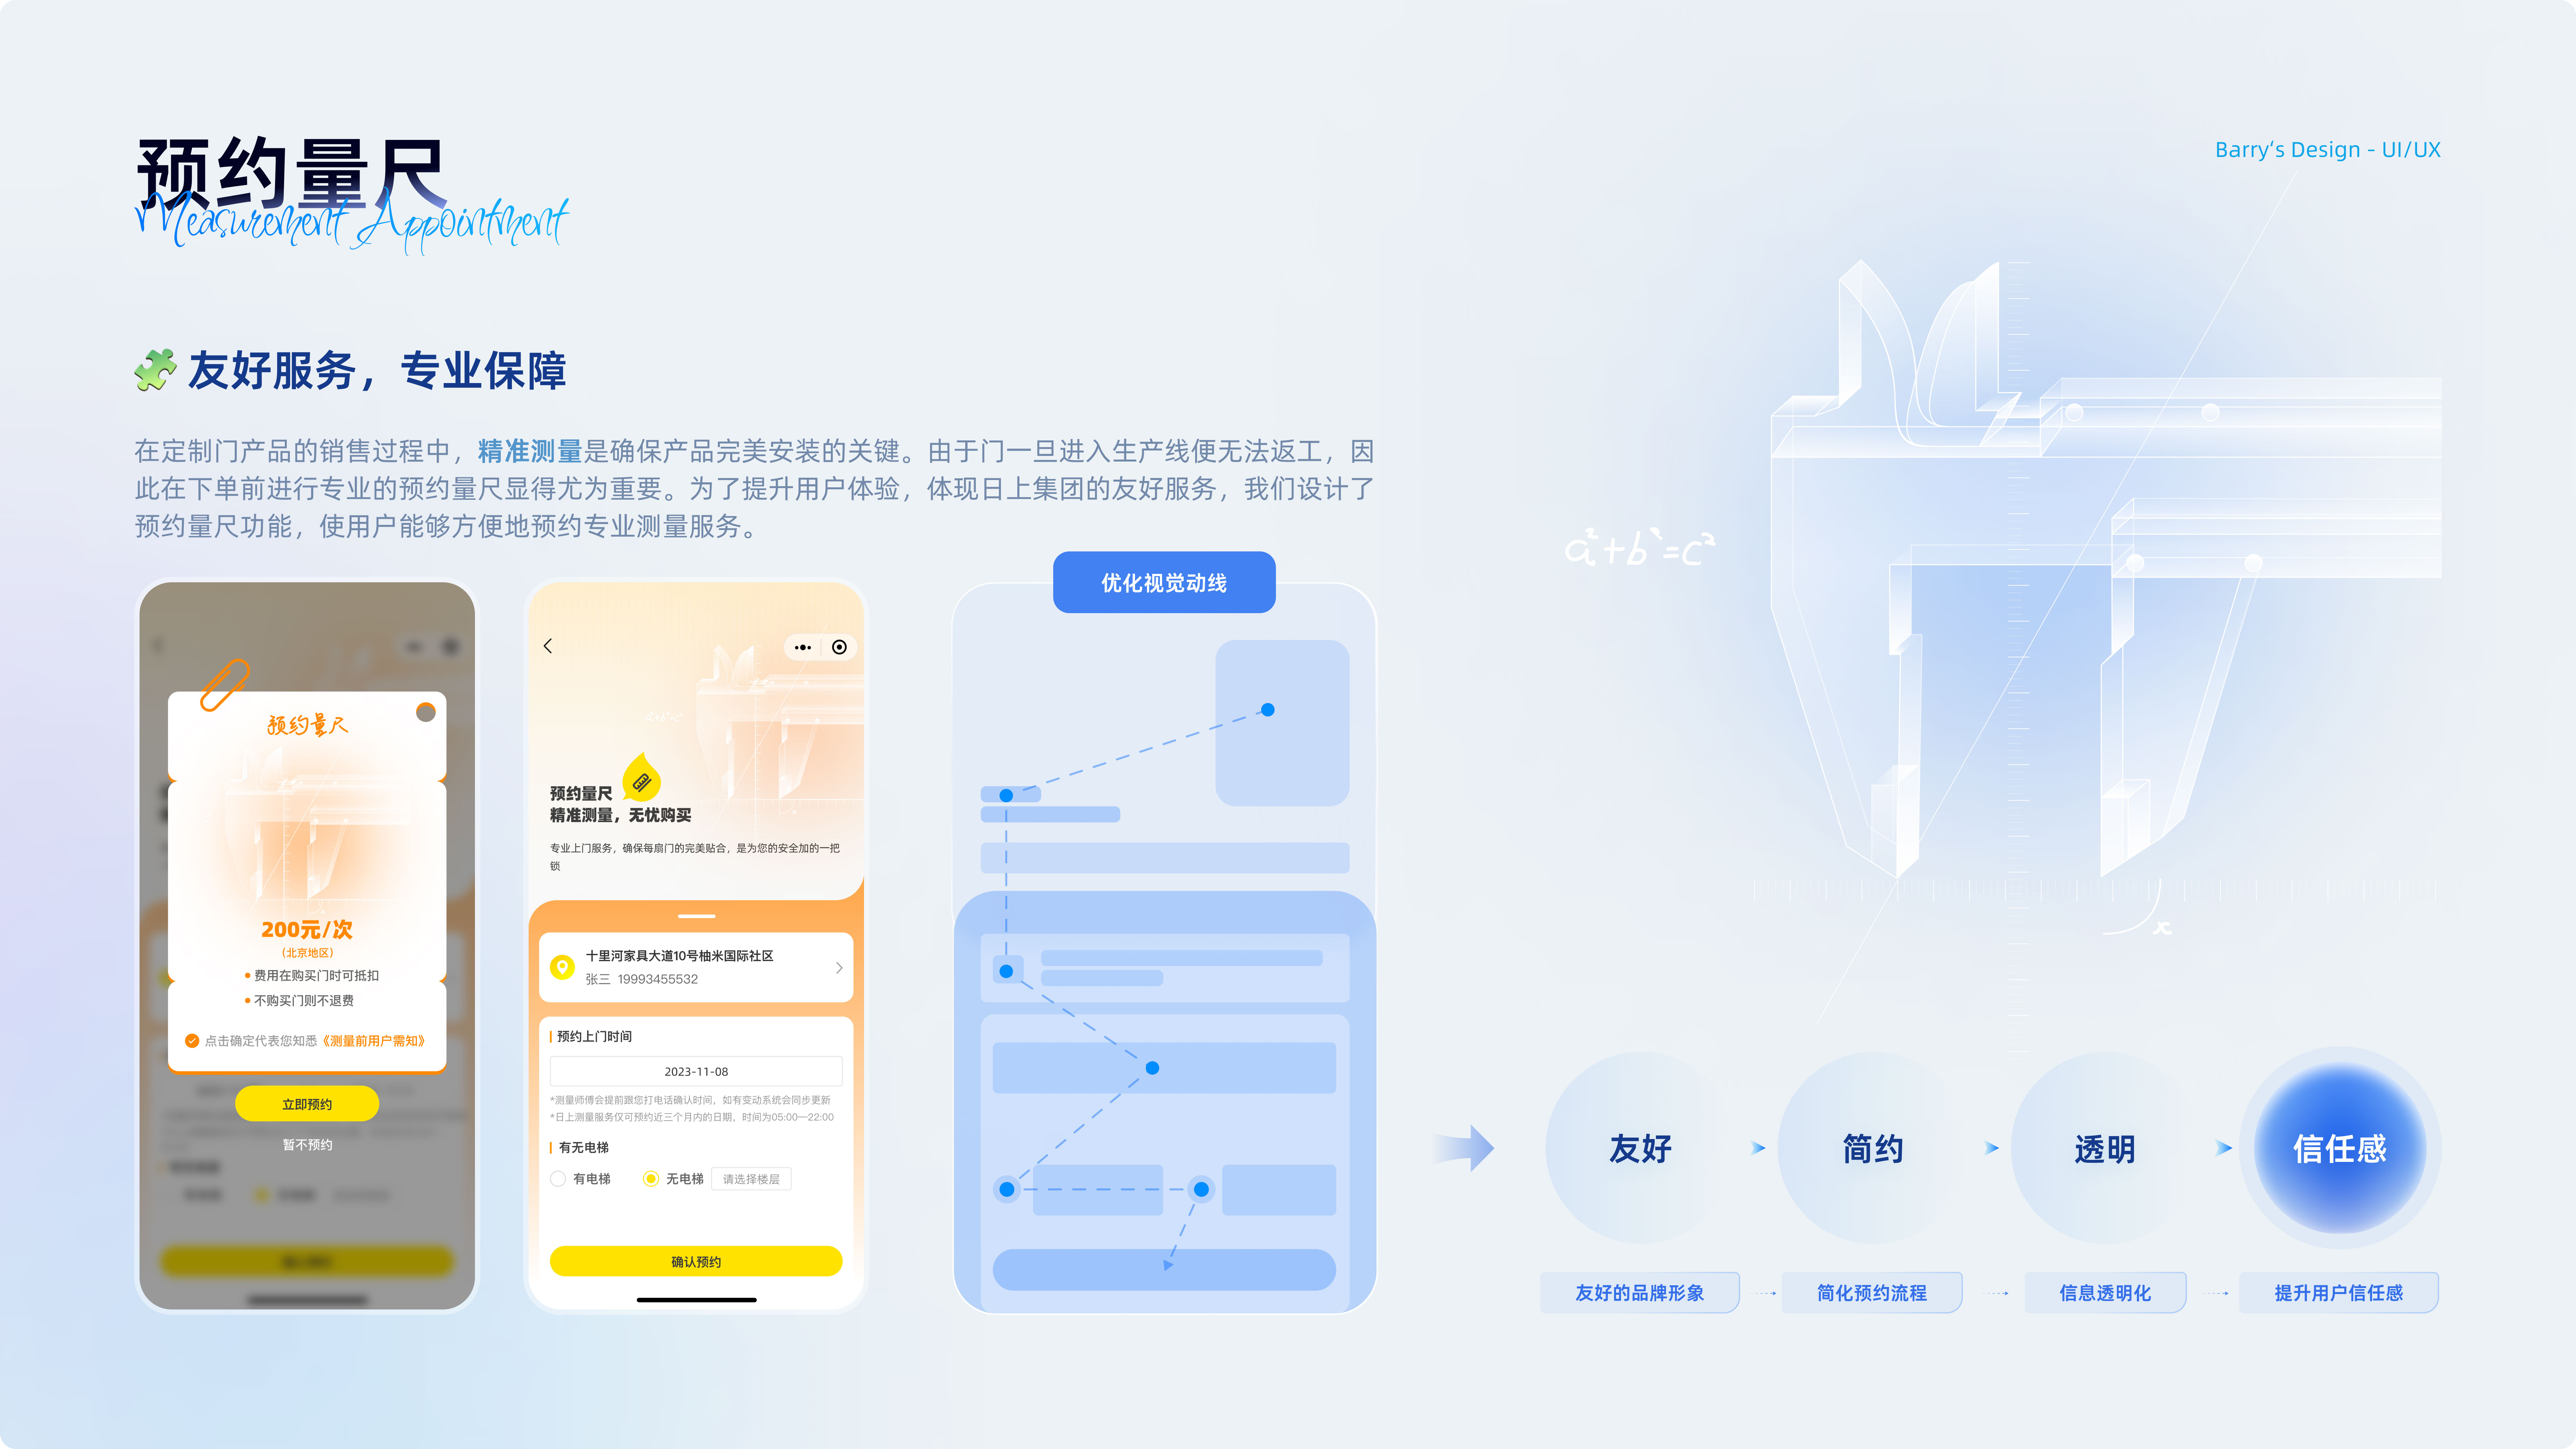 预约量尺
Measurement Appointment
Barry‘s Design - UI/UX
友好服务，专业保障
在定制门产品的销售过程中，精准测量是确保产品完美安装的关键。由于门一旦进入生产线便无法返工，因
此在下单前进行专业的预约量尺显得尤为重要。为了提升用户体验，体现日上集团的友好服务，我们设计了
预约量尺功能，使用户能够方便地预约专业测量服务。
预约量尺
200元/次
（北京地区）
费用在购买门时可抵扣
不购买门则不退费
点击确定代表您知悉《测量前用户需知》
立即预约
暂不预约
预约量尺
精准测量，无忧购买
专业上门服务，确保每扇门的完美贴合，是为您的安全加的一把
锁
十里河家具大道10号柚米国际社区
张三 19993455532
预约上门时间
2023-11-08
*测量师傅会提前跟您打电话确认时间，如有变动系统会同步更新
*日上测量服务仅可预约近三个月内的日期，时间为05:00—22:00
有无电梯
有电梯 无电梯 请选择楼层
确认预约
优化视觉动线
a²+b²=c²
x
友好 简约 透明 信任感
友好的品牌形象 简化预约流程 信息透明化 提升用户信任感